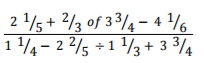 2 1/5 + 2/3 of 3 3/4 − 4 1/6
1 1/4 − 2 2/5 ÷ 1 1/3 + 3 3/4